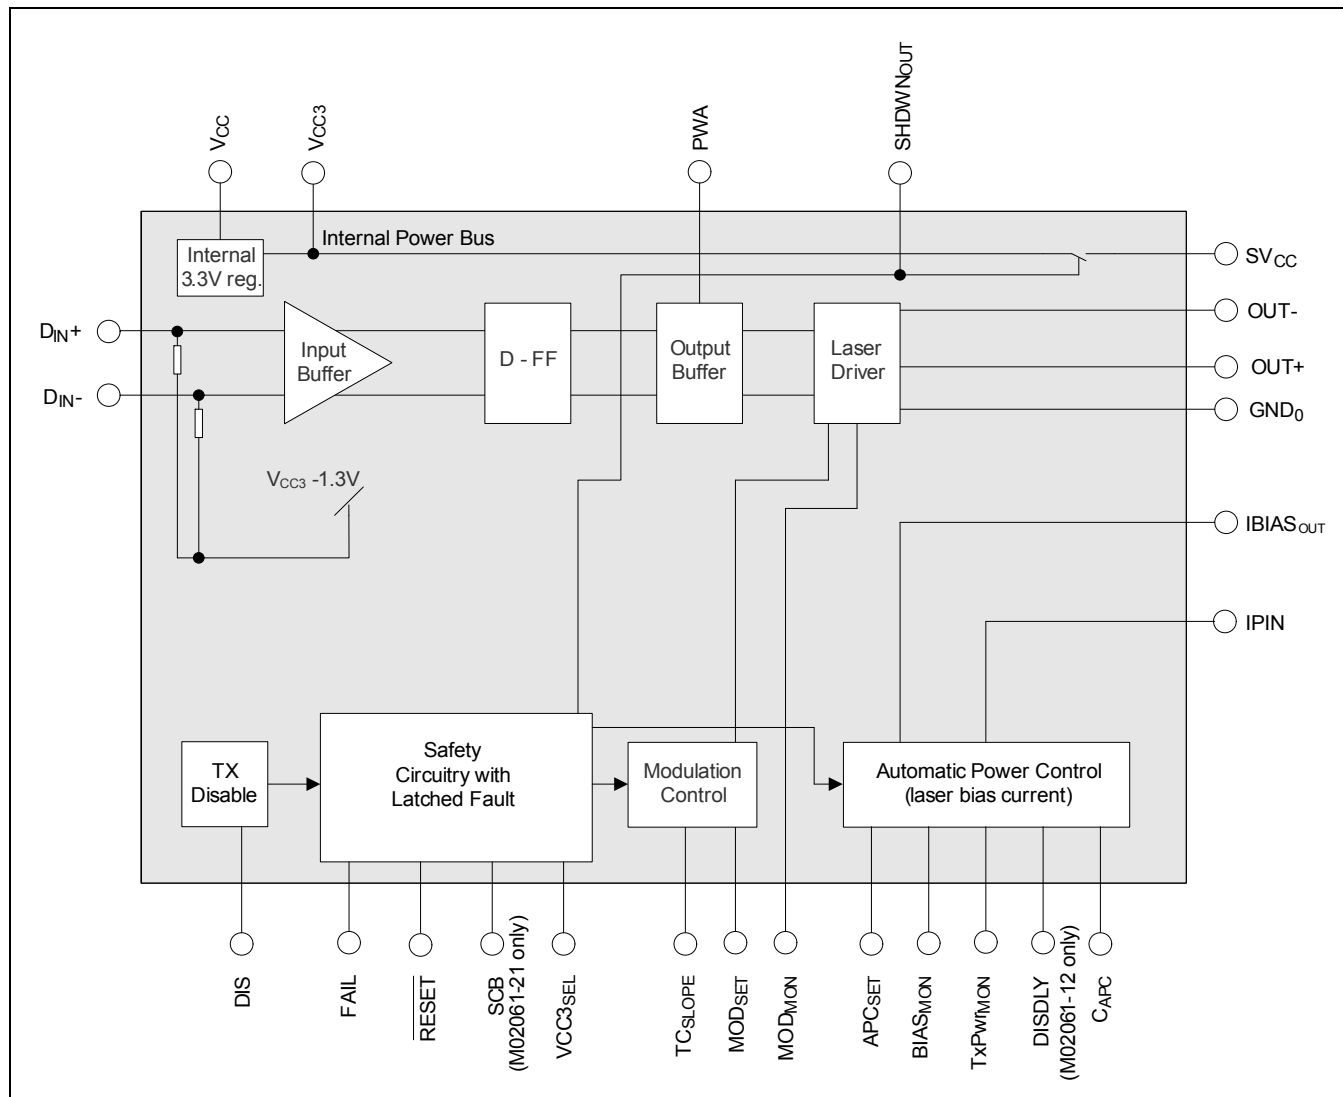 VCC
VCC3
PWA
SHDWNOUT
Internal Power Bus
Internal
3.3V reg.
SVCC
DIN+
DIN-
Input
Buffer
D - FF
Output
Buffer
Laser
Driver
OUT-
OUT+
GND0
VCC3 -1.3V
IBIASOUT
IPIN
TX
Disable
Safety
Circuitry with
Latched Fault
Modulation
Control
Automatic Power Control
(laser bias current)
DIS
FAIL
RESET
SCB
(M02061-21 only)
VCC3SEL
TCSLOPE
MODSET
MODMON
APCSET
BIASMON
TxPwrMON
DISDLY
(M02061-12 only)
CAPC